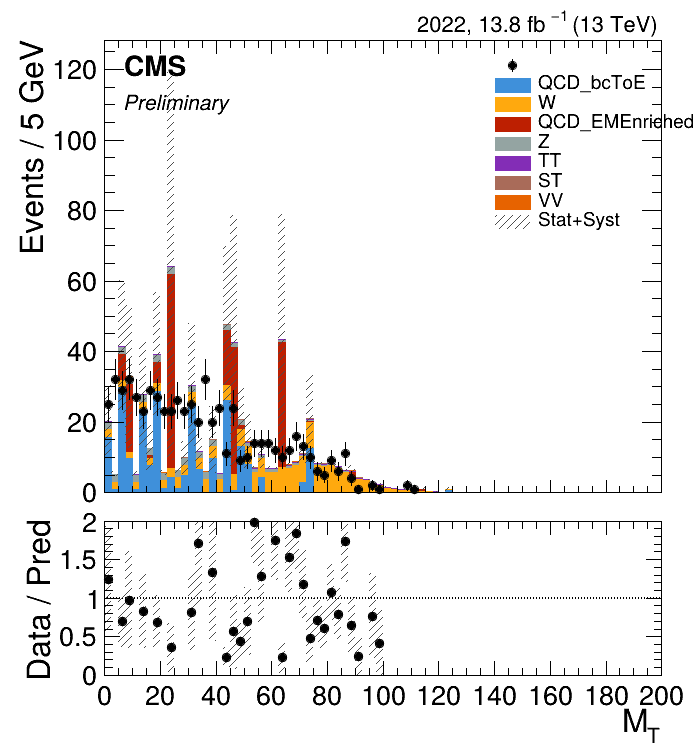 2022, 13.8 fb⁻¹ (13 TeV)
Events / 5 GeV
CMS
Preliminary
QCD_bcToE
W
QCD_EMEnriched
Z
TT
ST
VV
Stat+Syst
120
100
80
60
40
20
0
Data / Pred
2
1.5
1
0.5
0
0 20 40 60 80 100 120 140 160 180 200
M_T